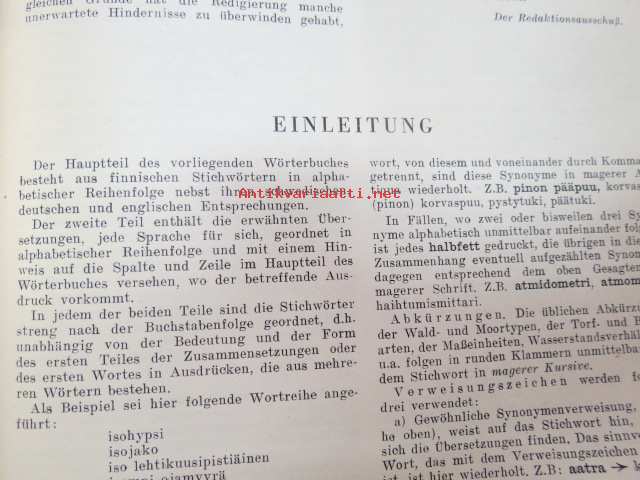 gleichen Gründe hat die Redigierung manche
unerwartete Hindernisse zu überwinden gehabt,
Der Redaktionsausschuß.
EINLEITUNG
Der Hauptteil des vorliegenden Wörterbuches
besteht aus finnischen Stichwörtern in alpha-
betischer Reihenfolge nebst ihren schwedischen
deutschen und englischen Entsprechungen.
Der zweite Teil enthält die erwähnten Über-
setzungen, jede Sprache für sich, geordnet in
alphabetischer Reihenfolge und mit einem Hin-
weis auf die Spalte und Zeile im Hauptteil des
Wörterbuches versehen, wo der betreffende Aus-
druck vorkommt.
In jedem der beiden Teile sind die Stichwörter
streng nach der Buchstabenfolge geordnet, d.h.
unabhängig von der Bedeutung und der Form
des ersten Teiles der Zusammensetzungen oder
des ersten Wortes in Ausdrücken, die aus mehre-
ren Wörtern bestehen.
Als Beispiel sei hier folgende Wortreihe ange-
führt:
isohypsi
isojako
iso lehtikuusipistiäinen
wort, von diesem und voneinander durch Komma
getrennt, sind diese Synonyme in magerer
wiederholt. Z.B. pinon pääpuu, korvas
(pinon) korvaspuu, pystytuki, päätuki.
In Fällen, wo zwei oder bisweilen drei Sy
nyme alphabetisch unmittelbar aufeinander fol
ist jedes halbfett gedruckt, die übrigen in die
Zusammenhang eventuell aufgezählten Synon
dagegen entsprechend dem oben Gesagten
magerer Schrift. Z.B. atmidometri, atmom
haihtumismittari.
Abkürzungen. Die üblichen Abkürzu
der Wald- und Moortypen, der Torf- und B
arten, der Maßeinheiten, Wasserstandsverhäl
u.a. folgen in runden Klammern unmittelbar
dem Stichwort in magerer Kursive.
Verweisungszeichen werden fo
drei verwendet:
a) Gewöhnliche Synonymenverweisung,
he oben), weist auf das Stichwort hin,
sich die Übersetzungen finden. Das sinnv
Wort, das mit dem Verweisungszeichen
ist, ist hier wiederholt. Z.B: aatra → k
Antikvariaatti.net